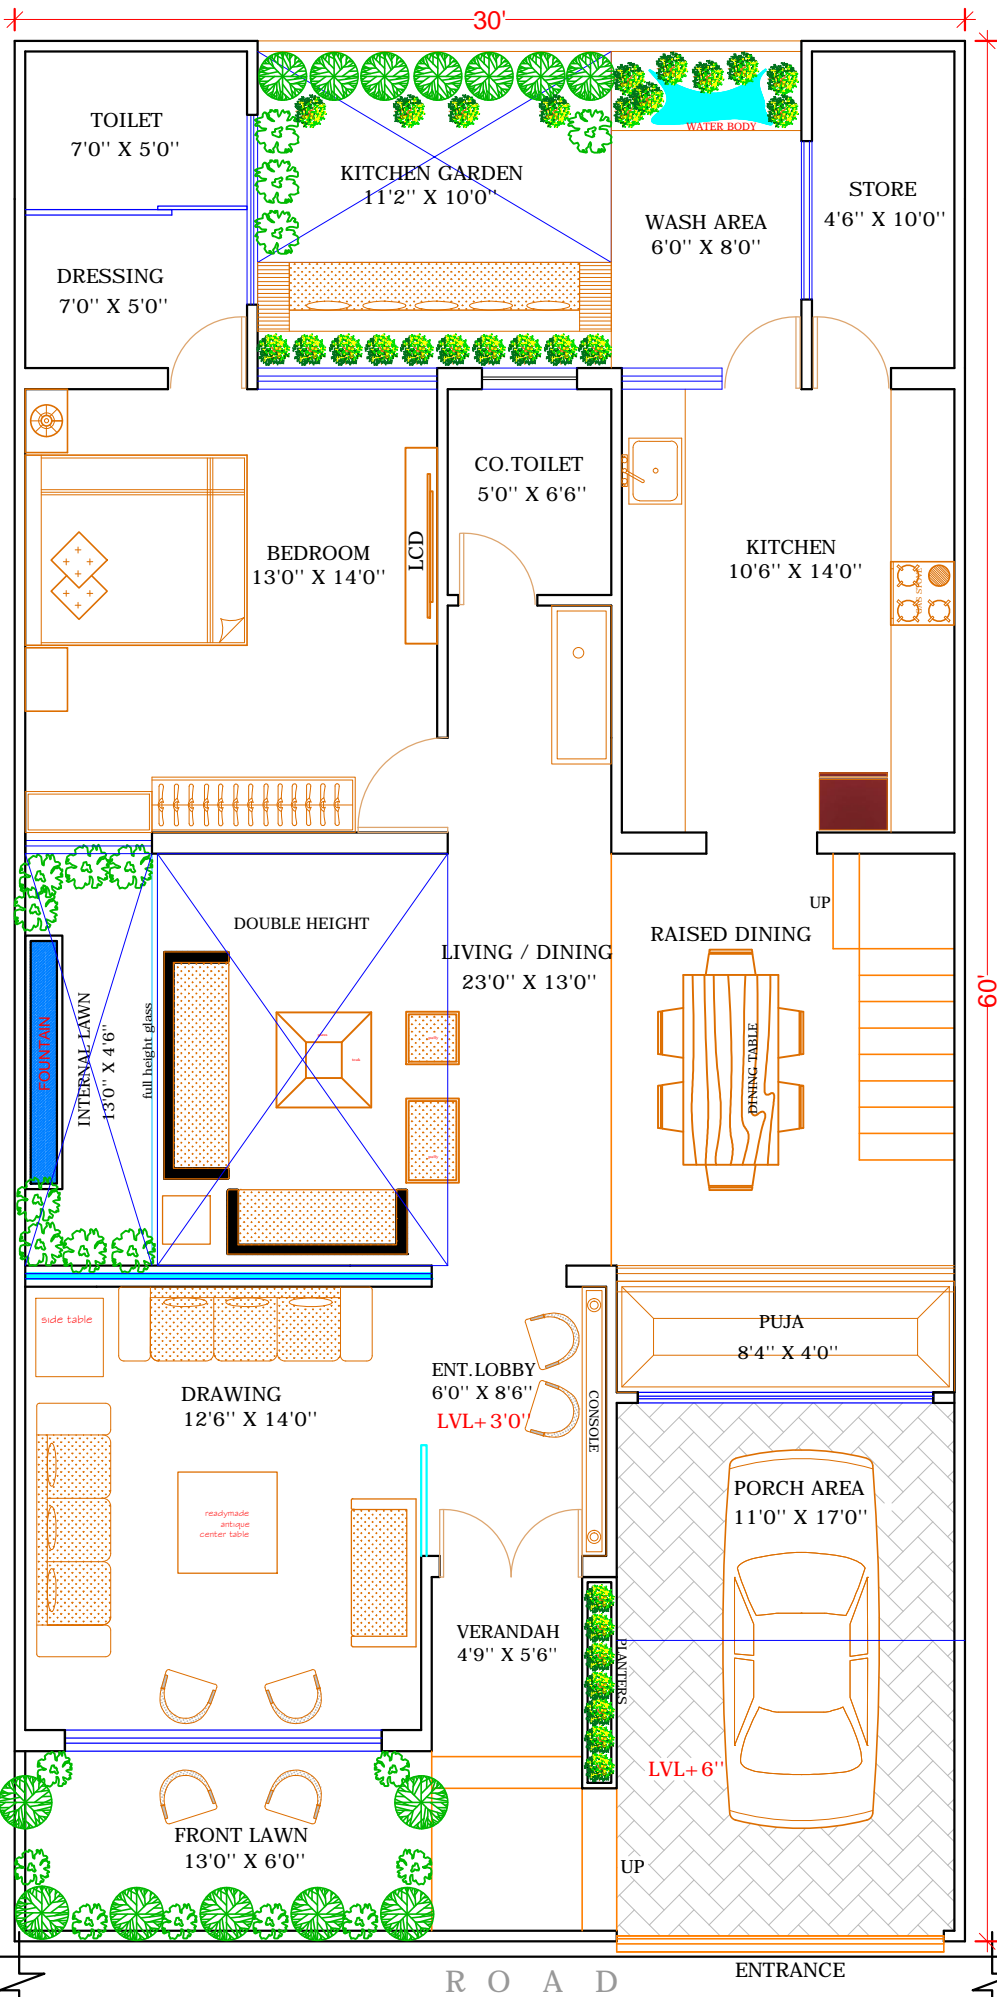 30'
TOILET
7'0'' X 5'0''
KITCHEN GARDEN
11'2'' X 10'0''
WATER BODY
WASH AREA
6'0'' X 8'0''
STORE
4'6'' X 10'0''
DRESSING
7'0'' X 5'0''
CO.TOILET
5'0'' X 6'6''
BEDROOM
13'0'' X 14'0''
LCD
KITCHEN
10'6'' X 14'0''
GAS STOVE
UP
DOUBLE HEIGHT
LIVING / DINING
23'0'' X 13'0''
RAISED DINING
60'
FOUNTAIN
INTERNAL LAWN
13'0'' X 4'6''
full height glass
DINING TABLE
side table
DRAWING
12'6'' X 14'0''
ENT.LOBBY
6'0'' X 8'6''
LVL+3'0'
CONSOLE
PUJA
8'4'' X 4'0''
readymade
antique
center table
PORCH AREA
11'0'' X 17'0''
VERANDAH
4'9'' X 5'6''
PLANTERS
LVL+6''
FRONT LAWN
13'0'' X 6'0''
UP
ENTRANCE
ROAD